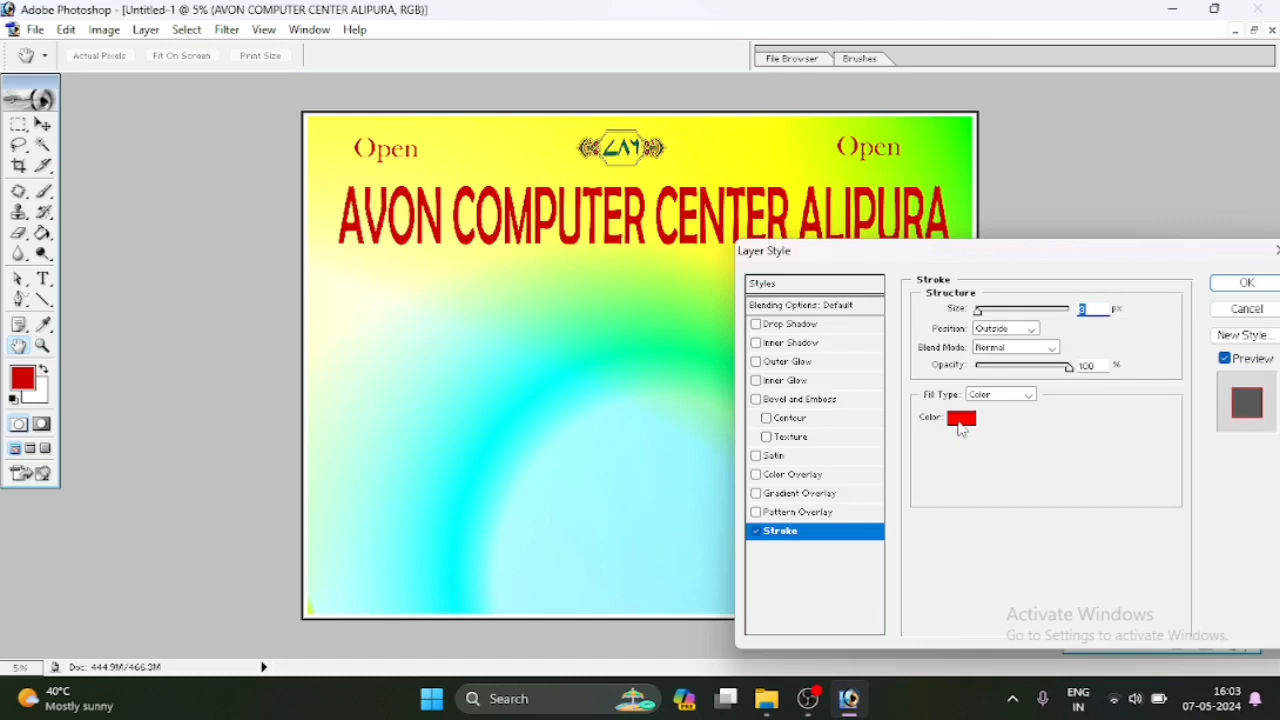 Adobe Photoshop - [Untitled-1 @ 5% (AVON COMPUTER CENTER ALIPURA, RGB)]
File Edit Image Layer Select Filter View Window Help
Actual Pixels Fit On Screen Print Size File Browser Brushes
Open Open
AVON COMPUTER CENTER ALIPURA
Layer Style
Styles
Blending Options: Default
Drop Shadow
Inner Shadow
Outer Glow
Inner Glow
Bevel and Emboss
Contour
Texture
Satin
Color Overlay
Gradient Overlay
Pattern Overlay
Stroke
Stroke
Structure
Size: 3 px
Position: Outside
Blend Mode: Normal
Opacity: 100 %
Fill Type: Color
Color:
OK
Cancel
New Style...
Preview
Activate Windows
Go to Settings to activate Windows.
5% Doc: 444.9M/466.3M
40°C
Mostly sunny
Search
ENG
IN
16:03
07-05-2024